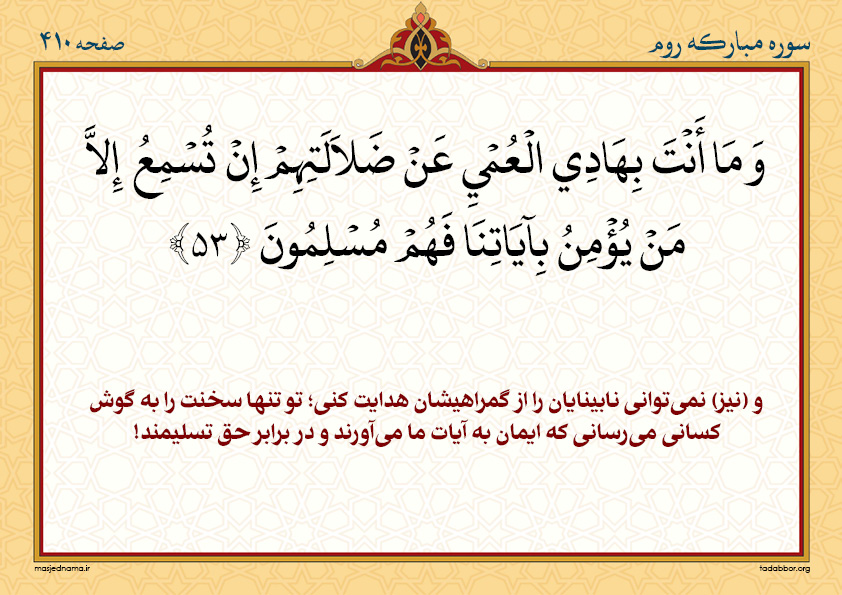 سوره مبارکه روم
صفحه ۴۱۰
وَ مَا أَنْتَ بِهَادِي الْعُمْيِ عَنْ ضَلاَلَتِهِمْ إِنْ تُسْمِعُ إِلاَّ
مَنْ يُؤْمِنُ بِآيَاتِنَا فَهُمْ مُسْلِمُونَ ﴿۵۳﴾
و (نیز) نمی‌توانی نابینایان را از گمراهیشان هدایت کنی؛ تو تنها سخنت را به گوش
کسانی می‌رسانی که ایمان به آیات ما می‌آورند و در برابر حق تسلیمند!
masjednama.ir
tadabbor.org